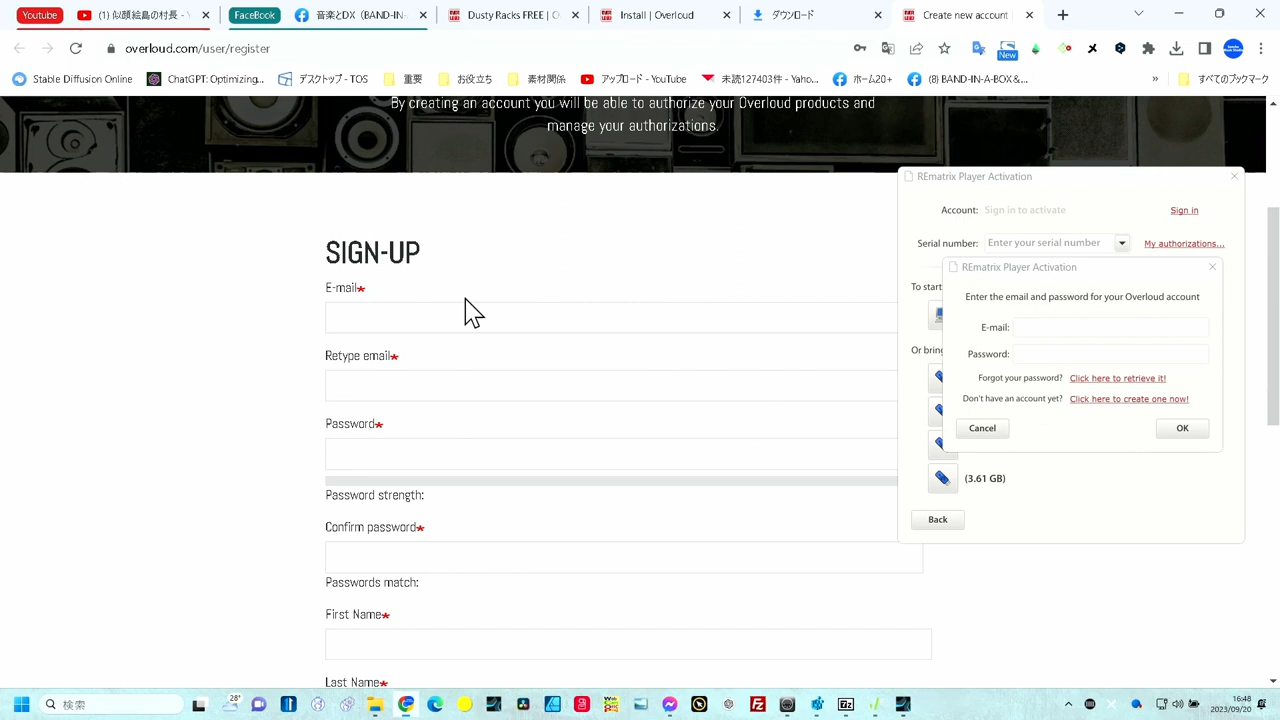 Youtube
(1) 似顔絵島の村長 -
FaceBook
音楽とDX（BAND-IN-
Dusty Racks FREE | O
Install | Overloud
ダウンロード
Create new account
overloud.com/user/register
New
Stable Diffusion Online
ChatGPT: Optimizing...
デスクトップ - TOS
重要
お役立ち
素材関係
アップロード - YouTube
未読127403件 - Yaho...
ホーム20+
(8) BAND-IN-A-BOX＆...
»
すべてのブックマーク
By creating an account you will be able to authorize your Overloud products and
manage your authorizations.
SIGN-UP
E-mail*
Retype email*
Password*
Password strength:
Confirm password*
Passwords match:
First Name*
Last Name*
REmatrix Player Activation
Account: Sign in to activate Sign in
Serial number: Enter your serial number My authorizations...
To start
Or bring
REmatrix Player Activation
Enter the email and password for your Overloud account
E-mail:
Password:
Forgot your password? Click here to retrieve it!
Don't have an account yet? Click here to create one now!
Cancel OK
(3.61 GB)
Back
検索
28°
16:48
2023/09/20